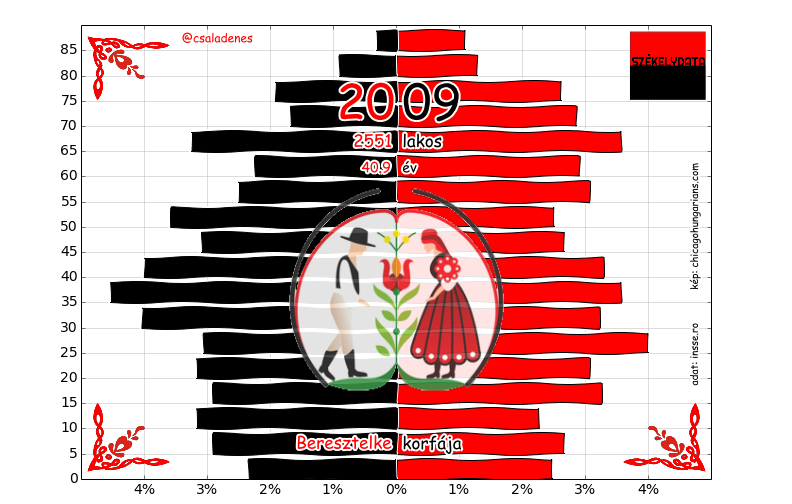 @csaladenes
SZÉKELYDATA
2009
2551 lakos
40.9 év
kép: chicagohungarians.com
adat: insse.ro
Beresztelke korfája
85
80
75
70
65
60
55
50
45
40
35
30
25
20
15
10
5
0
4% 3% 2% 1% 0% 1% 2% 3% 4%